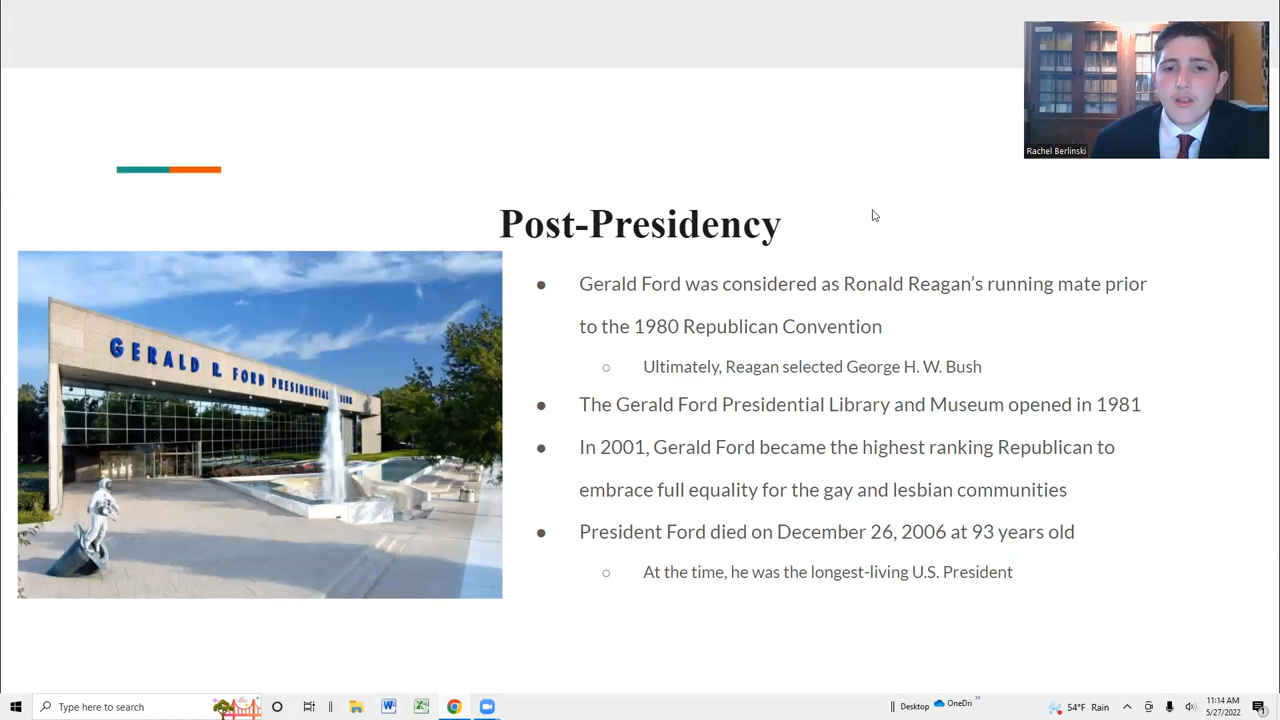 Rachel Berlinski
Post-Presidency
GERALD R. FORD PRESIDENTIAL
● Gerald Ford was considered as Ronald Reagan’s running mate prior
to the 1980 Republican Convention
○ Ultimately, Reagan selected George H. W. Bush
● The Gerald Ford Presidential Library and Museum opened in 1981
● In 2001, Gerald Ford became the highest ranking Republican to
embrace full equality for the gay and lesbian communities
● President Ford died on December 26, 2006 at 93 years old
○ At the time, he was the longest-living U.S. President
Type here to search
Desktop
OneDri
54°F Rain
11:14 AM
5/27/2022